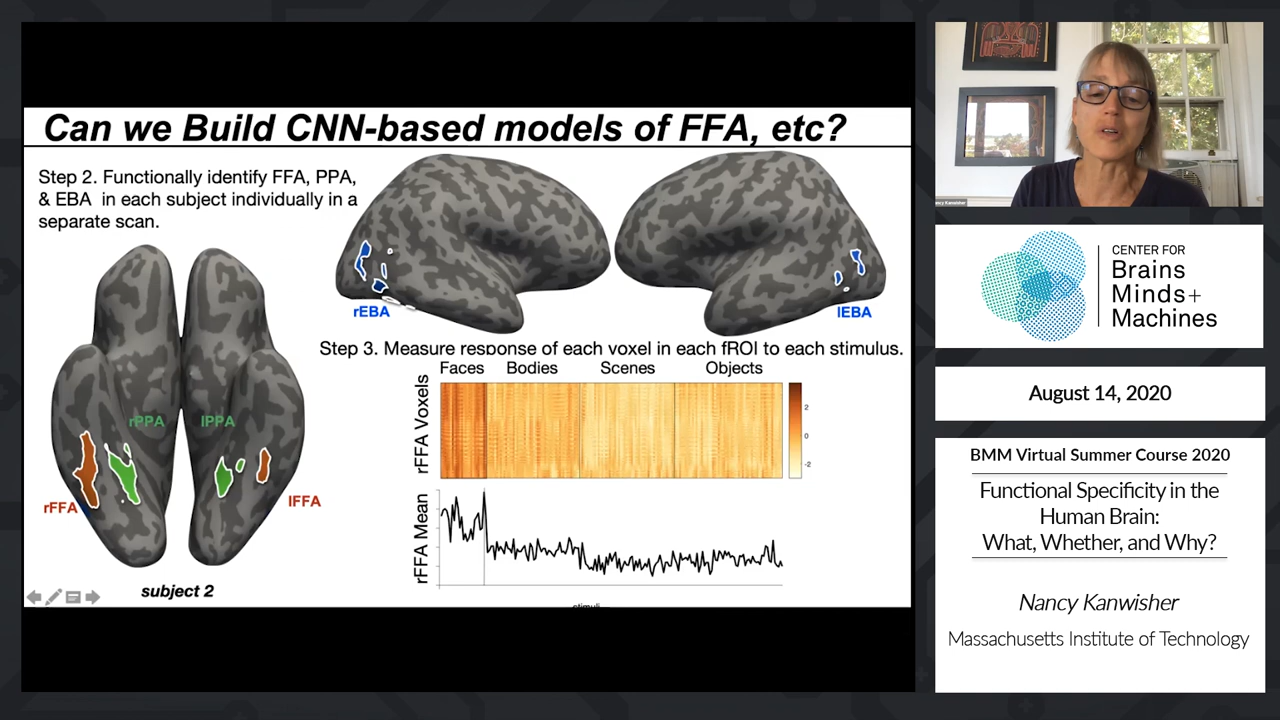 Can we Build CNN-based models of FFA, etc?
Step 2. Functionally identify FFA, PPA,
& EBA in each subject individually in a
separate scan.
rEBA
lEBA
rPPA
lPPA
rFFA
lFFA
subject 2
Step 3. Measure response of each voxel in each fROI to each stimulus.
Faces
Bodies
Scenes
Objects
rFFA Voxels
2
0
-2
rFFA Mean
stimuli
CENTER FOR
Brains
Minds+
Machines
August 14, 2020
BMM Virtual Summer Course 2020
Functional Specificity in the
Human Brain:
What, Whether, and Why?
Nancy Kanwisher
Massachusetts Institute of Technology